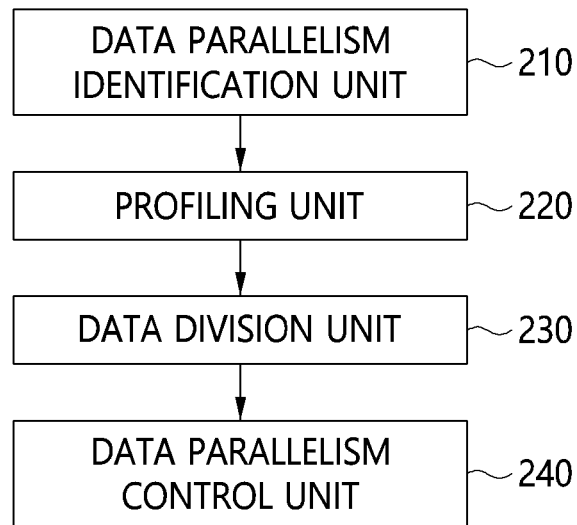 DATA PARALLELISM
IDENTIFICATION UNIT
210
PROFILING UNIT
220
DATA DIVISION UNIT
230
DATA PARALLELISM
CONTROL UNIT
240